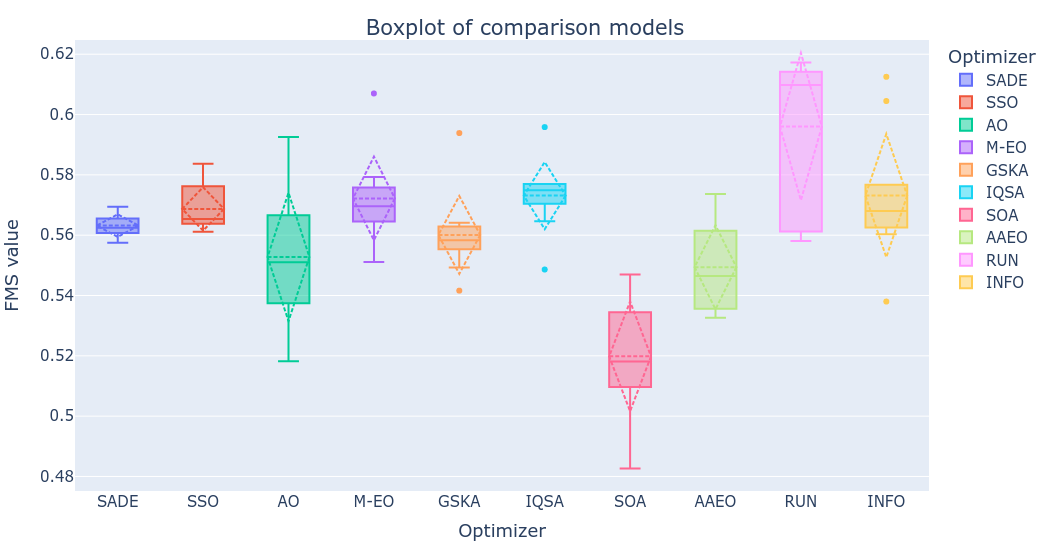 Boxplot of comparison models
FMS value
0.62
0.6
0.58
0.56
0.54
0.52
0.5
0.48
SADE SSO AO M-EO GSKA IQSA SOA AAEO RUN INFO
Optimizer
Optimizer
SADE
SSO
AO
M-EO
GSKA
IQSA
SOA
AAEO
RUN
INFO